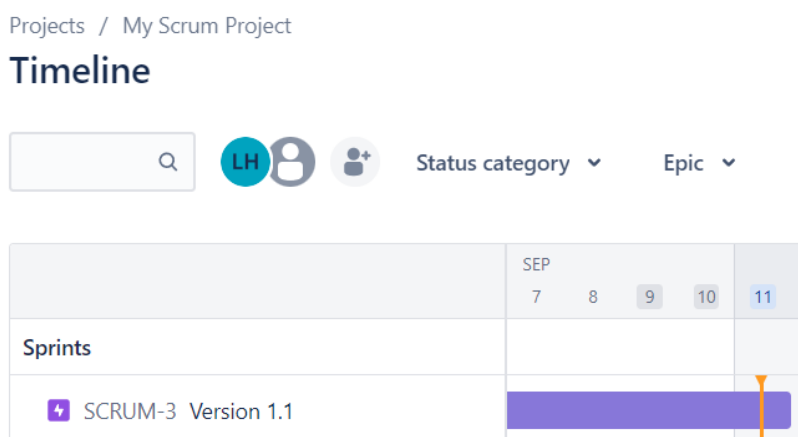 Projects / My Scrum Project
Timeline
LH Status category Epic
SEP
7 8 9 10 11
Sprints
SCRUM-3 Version 1.1